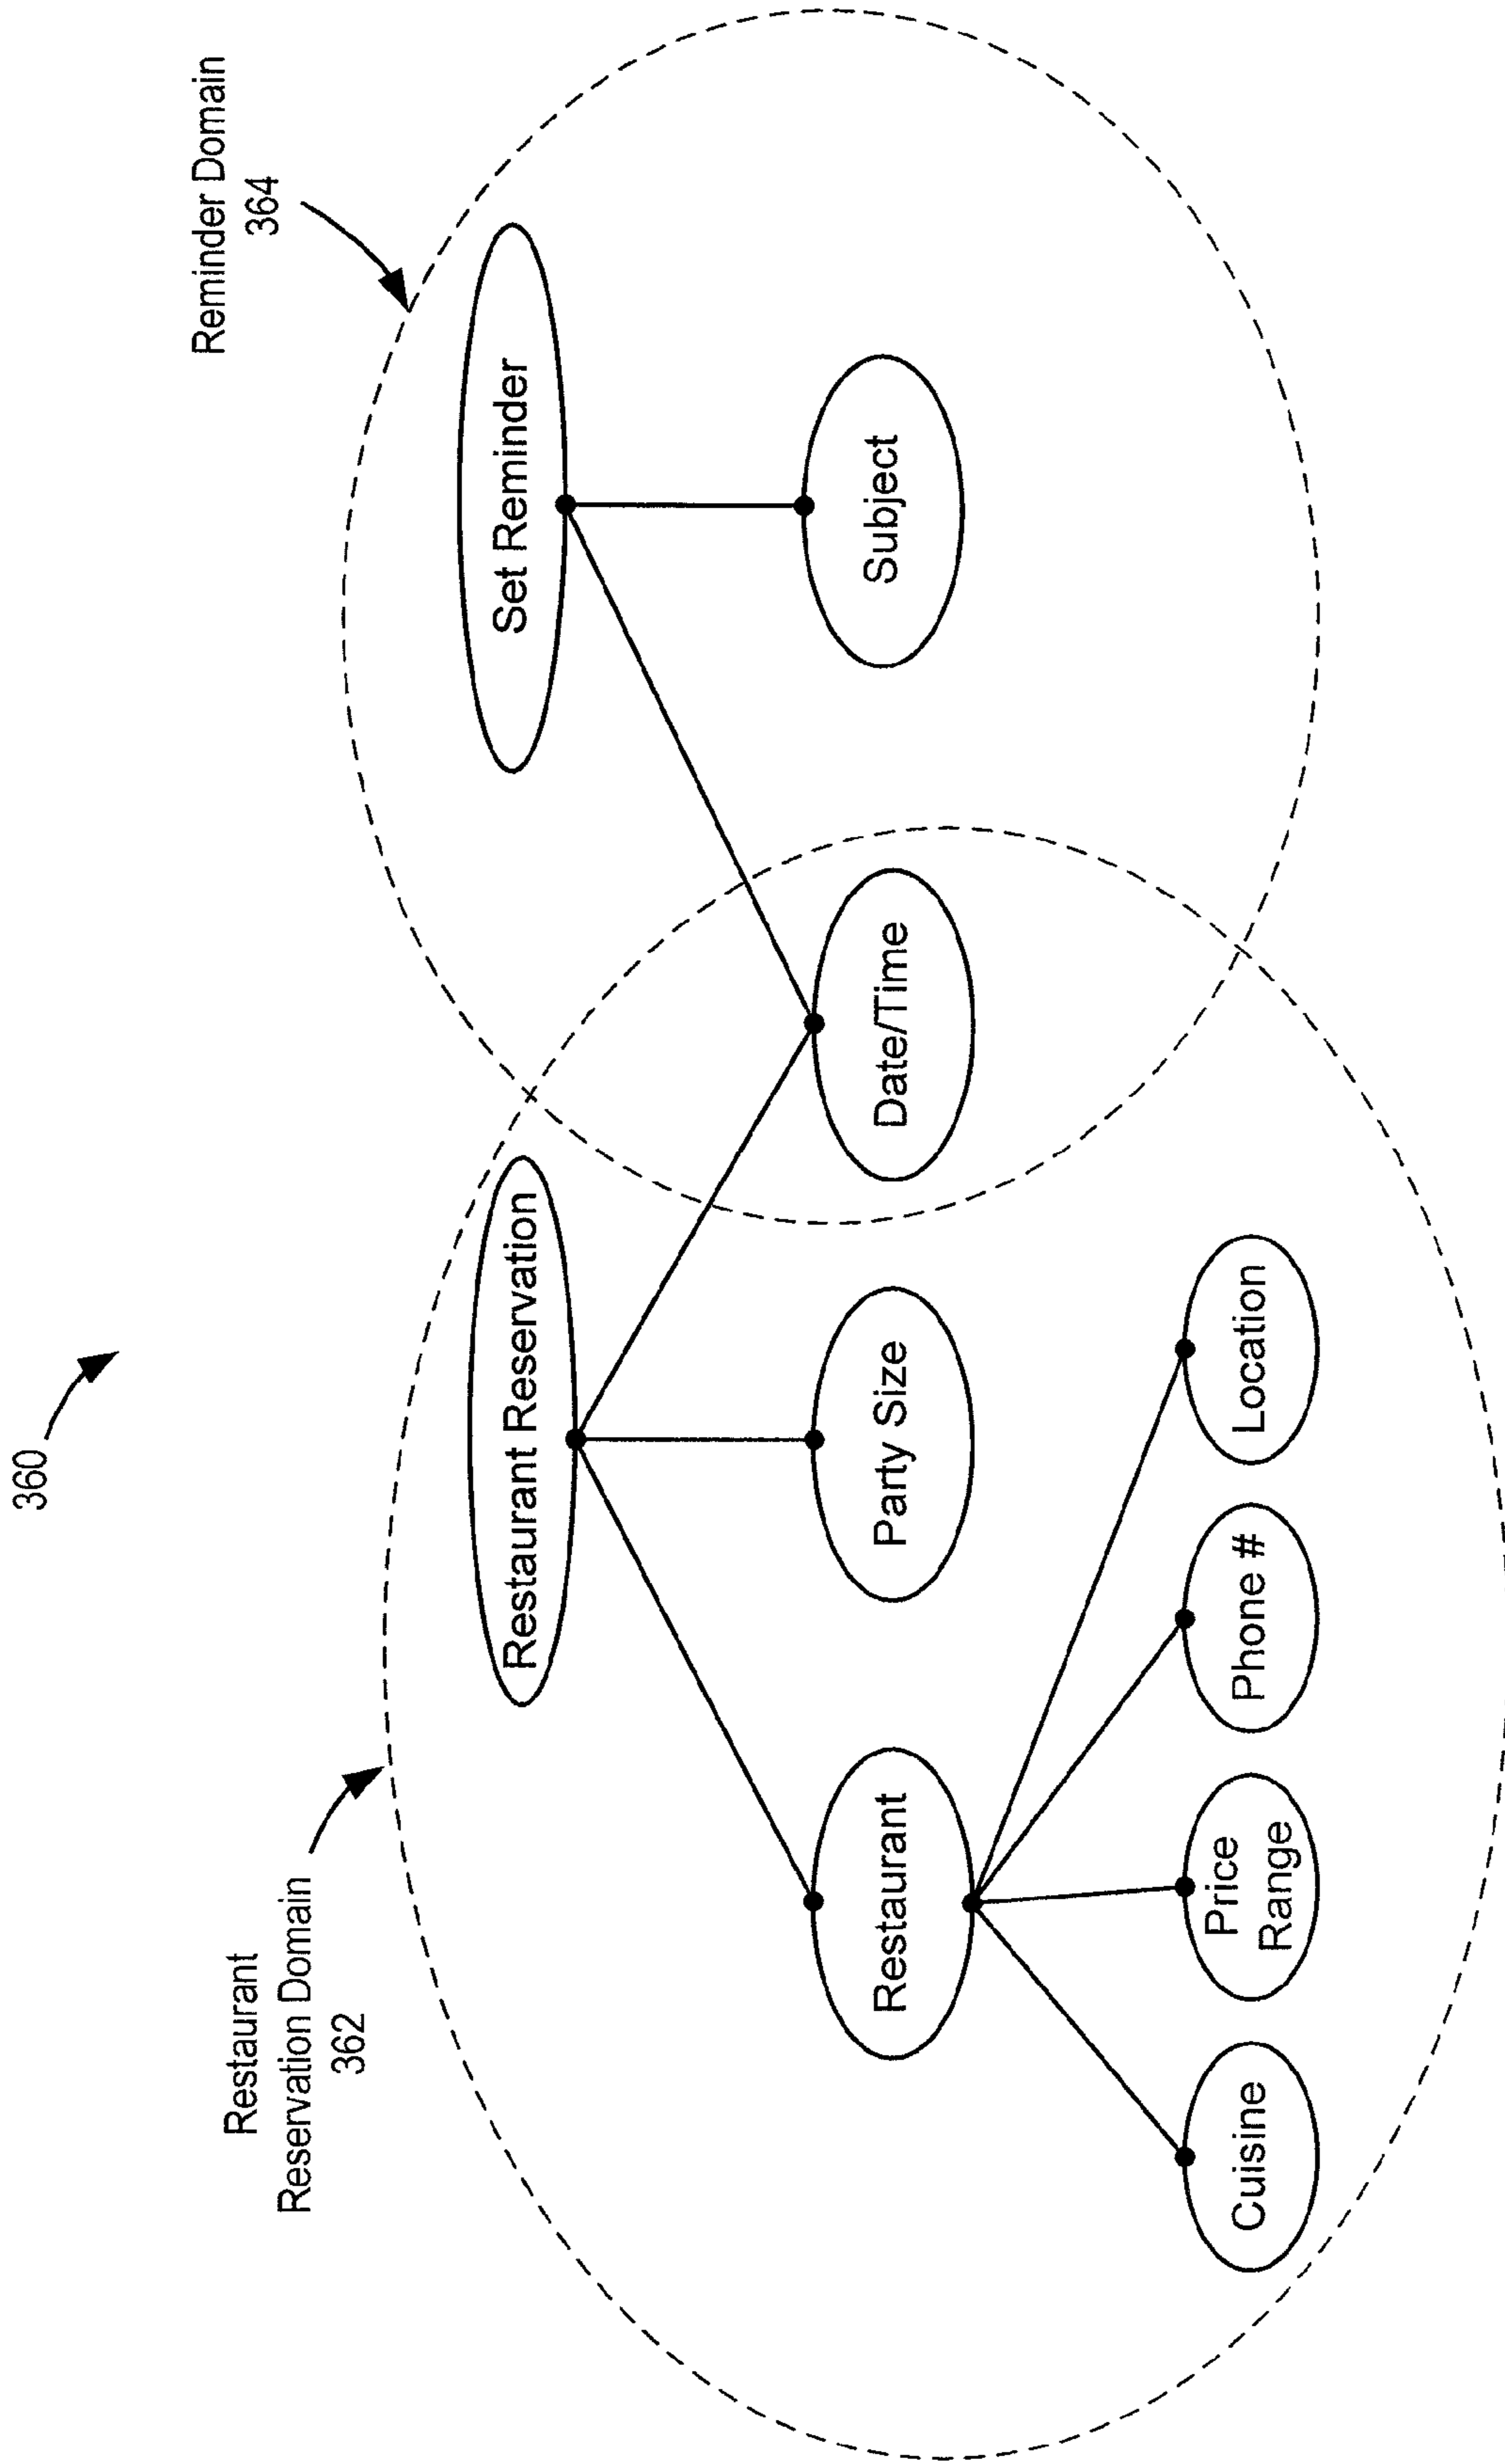 360
Restaurant
Reservation Domain
362
Reminder Domain
364
Restaurant Reservation
Set Reminder
Restaurant
Party Size
Date/Time
Subject
Cuisine
Price
Range
Phone #
Location